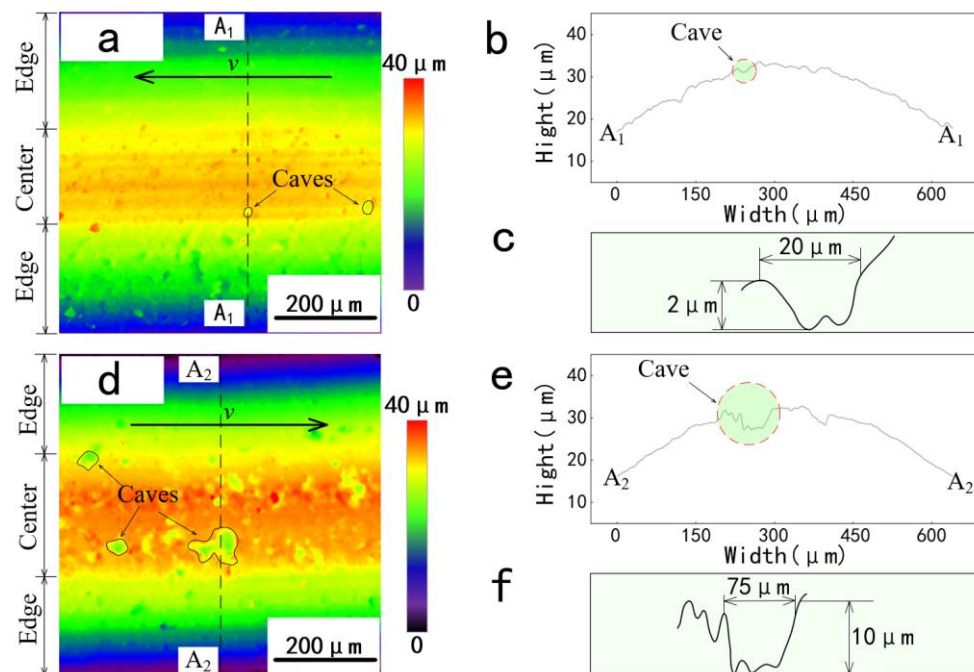 a
Edge
Center
Edge
A₁
v
Caves
A₁
200 μm
40 μm
0
b
Hight(μm)
40
30
20
10
Cave
A₁
A₁
0
150
300
450
600
Width(μm)
c
20 μm
2 μm
d
Edge
Center
Edge
A₂
v
Caves
A₂
200 μm
40 μm
0
e
Hight(μm)
40
30
20
10
Cave
A₂
A₂
0
150
300
450
600
Width(μm)
f
75 μm
10 μm